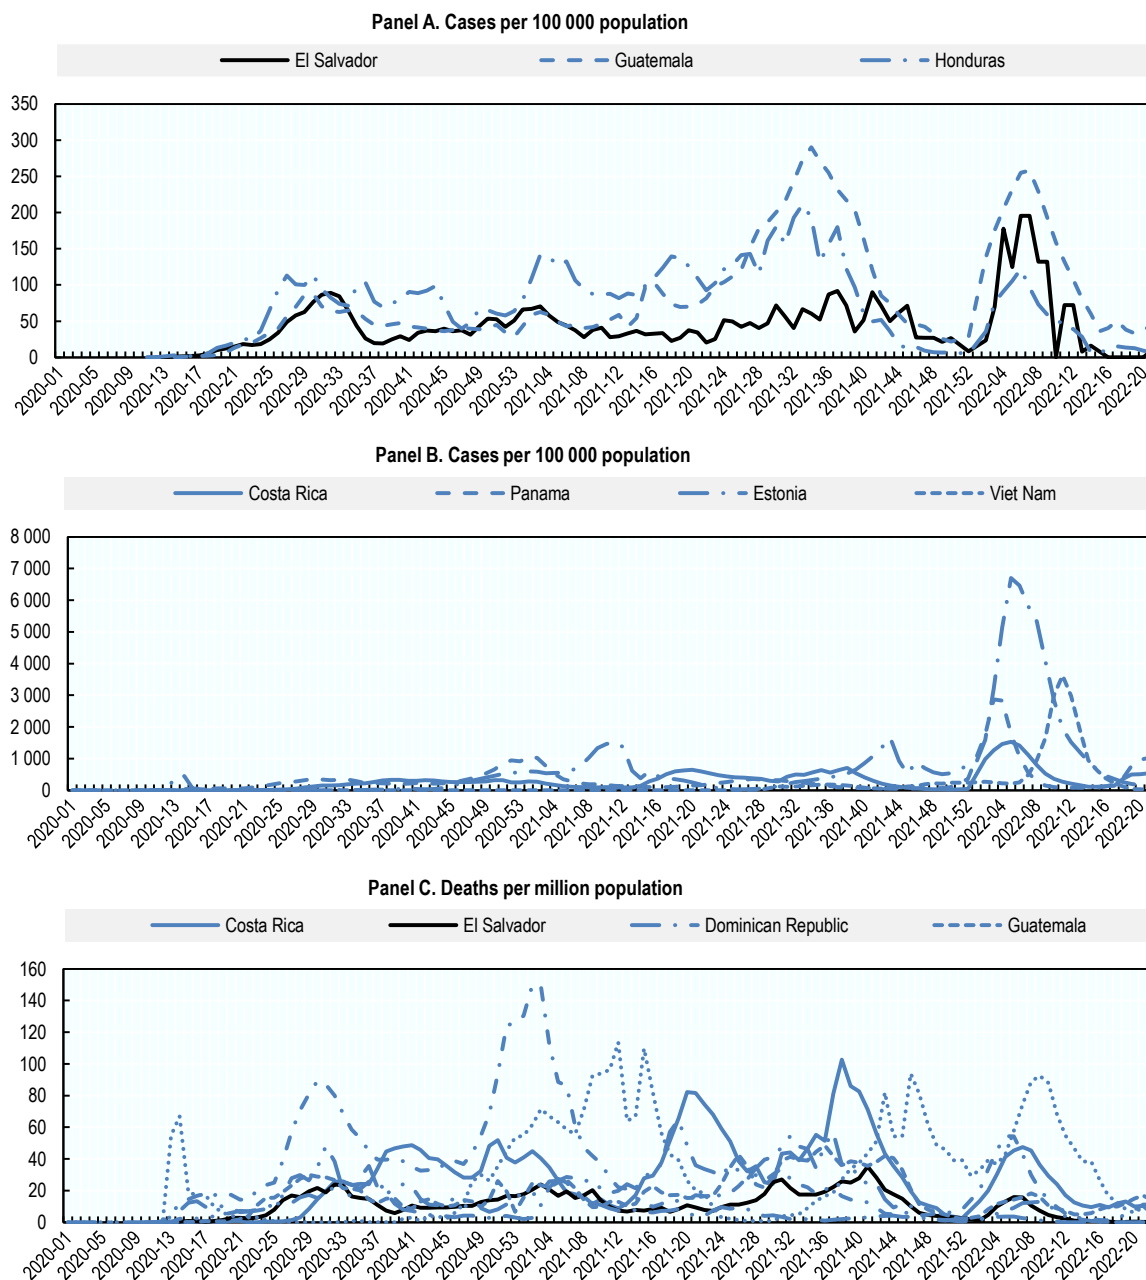 Panel A. Cases per 100 000 population
El Salvador Guatemala Honduras
350
300
250
200
150
100
50
0
2020-01 2020-05 2020-09 2020-13 2020-17 2020-21 2020-25 2020-29 2020-33 2020-37 2020-41 2020-45 2020-49 2020-53 2021-04 2021-08 2021-12 2021-16 2021-20 2021-24 2021-28 2021-32 2021-36 2021-40 2021-44 2021-48 2021-52 2022-04 2022-08 2022-12 2022-16 2022-20
Panel B. Cases per 100 000 population
Costa Rica Panama Estonia Viet Nam
8 000
7 000
6 000
5 000
4 000
3 000
2 000
1 000
0
2020-01 2020-05 2020-09 2020-13 2020-17 2020-21 2020-25 2020-29 2020-33 2020-37 2020-41 2020-45 2020-49 2020-53 2021-04 2021-08 2021-12 2021-16 2021-20 2021-24 2021-28 2021-32 2021-36 2021-40 2021-44 2021-48 2021-52 2022-04 2022-08 2022-12 2022-16 2022-20
Panel C. Deaths per million population
Costa Rica El Salvador Dominican Republic Guatemala
160
140
120
100
80
60
40
20
0
2020-01 2020-05 2020-09 2020-13 2020-17 2020-21 2020-25 2020-29 2020-33 2020-37 2020-41 2020-45 2020-49 2020-53 2021-04 2021-08 2021-12 2021-16 2021-20 2021-24 2021-28 2021-32 2021-36 2021-40 2021-44 2021-48 2021-52 2022-04 2022-08 2022-12 2022-16 2022-20